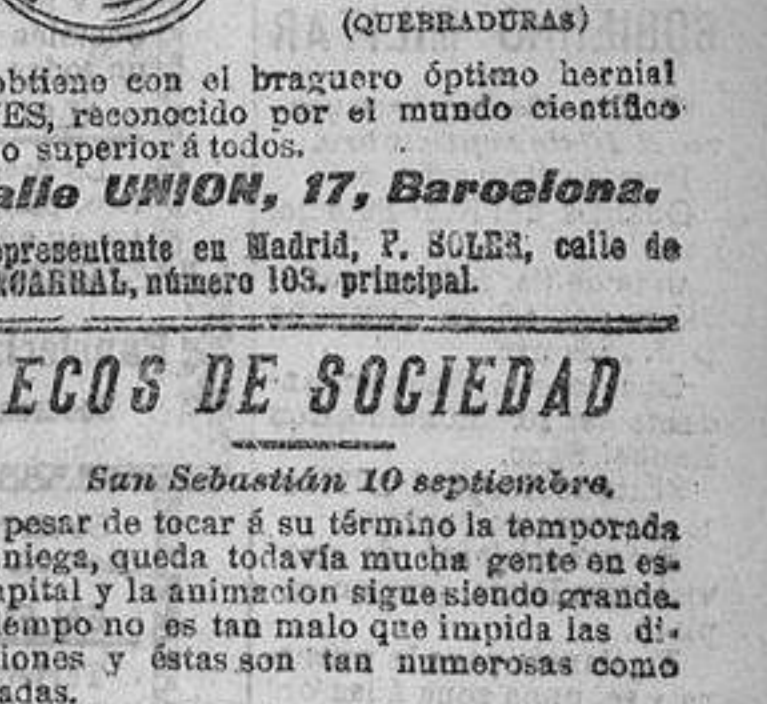 (QUEBRADURAS)
obtiene con el braguero óptimo hernial
ES, reconocido por el mundo científico
o superior á todos.
alle UNION, 17, Barcelona.
presentante en Madrid, F. SOLER, calle de
CARRAL, número 103. principal.
ECOS DE SOCIEDAD
San Sebastián 10 septiembre.
pesar de tocar á su término la temporada
niega, queda todavía mucha gente en es-
pital y la animacion sigue siendo grande.
iempo no es tan malo que impida las di-
iones y éstas son tan numerosas como
adas.